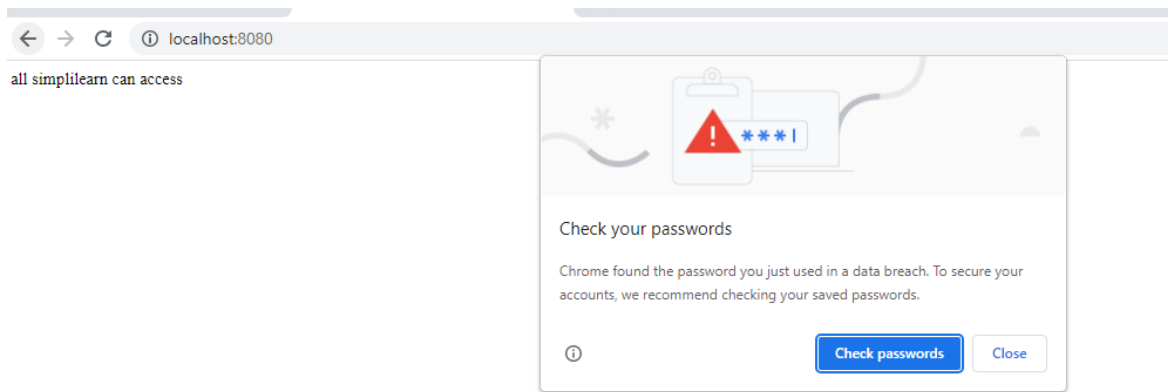 localhost:8080
all simplilearn can access
***|
Check your passwords
Chrome found the password you just used in a data breach. To secure your
accounts, we recommend checking your saved passwords.
Check passwords
Close